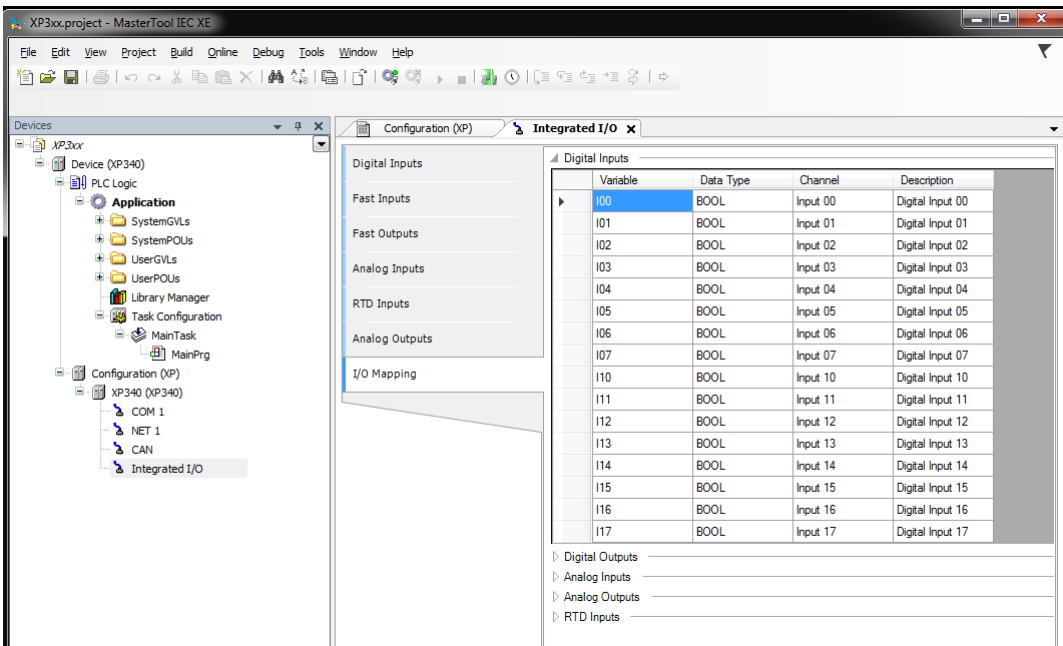 XP3xx.project - MasterTool IEC XE
File Edit View Project Build Online Debug Tools Window Help
Devices
XP3xx
Device (XP340)
PLC Logic
Application
SystemGVLs
SystemPOUs
UserGVLs
UserPOUs
Library Manager
Task Configuration
MainTask
MainPrg
Configuration (XP)
XP340 (XP340)
COM 1
NET 1
CAN
Integrated I/O
Configuration (XP) Integrated I/O
Digital Inputs
Fast Inputs
Fast Outputs
Analog Inputs
RTD Inputs
Analog Outputs
I/O Mapping
Digital Inputs
Variable Data Type Channel Description
I00 BOOL Input 00 Digital Input 00
I01 BOOL Input 01 Digital Input 01
I02 BOOL Input 02 Digital Input 02
I03 BOOL Input 03 Digital Input 03
I04 BOOL Input 04 Digital Input 04
I05 BOOL Input 05 Digital Input 05
I06 BOOL Input 06 Digital Input 06
I07 BOOL Input 07 Digital Input 07
I10 BOOL Input 10 Digital Input 10
I11 BOOL Input 11 Digital Input 11
I12 BOOL Input 12 Digital Input 12
I13 BOOL Input 13 Digital Input 13
I14 BOOL Input 14 Digital Input 14
I15 BOOL Input 15 Digital Input 15
I16 BOOL Input 16 Digital Input 16
I17 BOOL Input 17 Digital Input 17
Digital Outputs
Analog Inputs
Analog Outputs
RTD Inputs